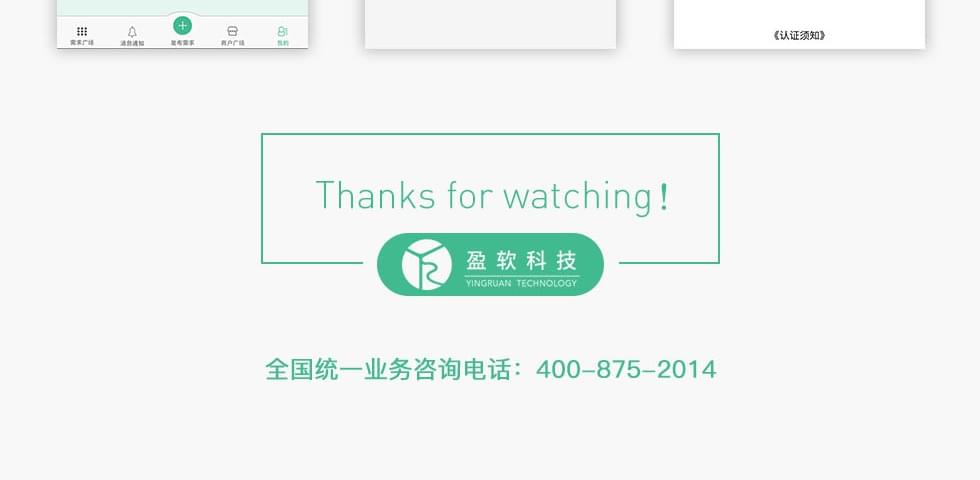 需求广场 消息通知 发布需求 商户广场 我的
《认证须知》
Thanks for watching!
盈软科技
YINGRUAN TECHNOLOGY
全国统一业务咨询电话：400-875-2014